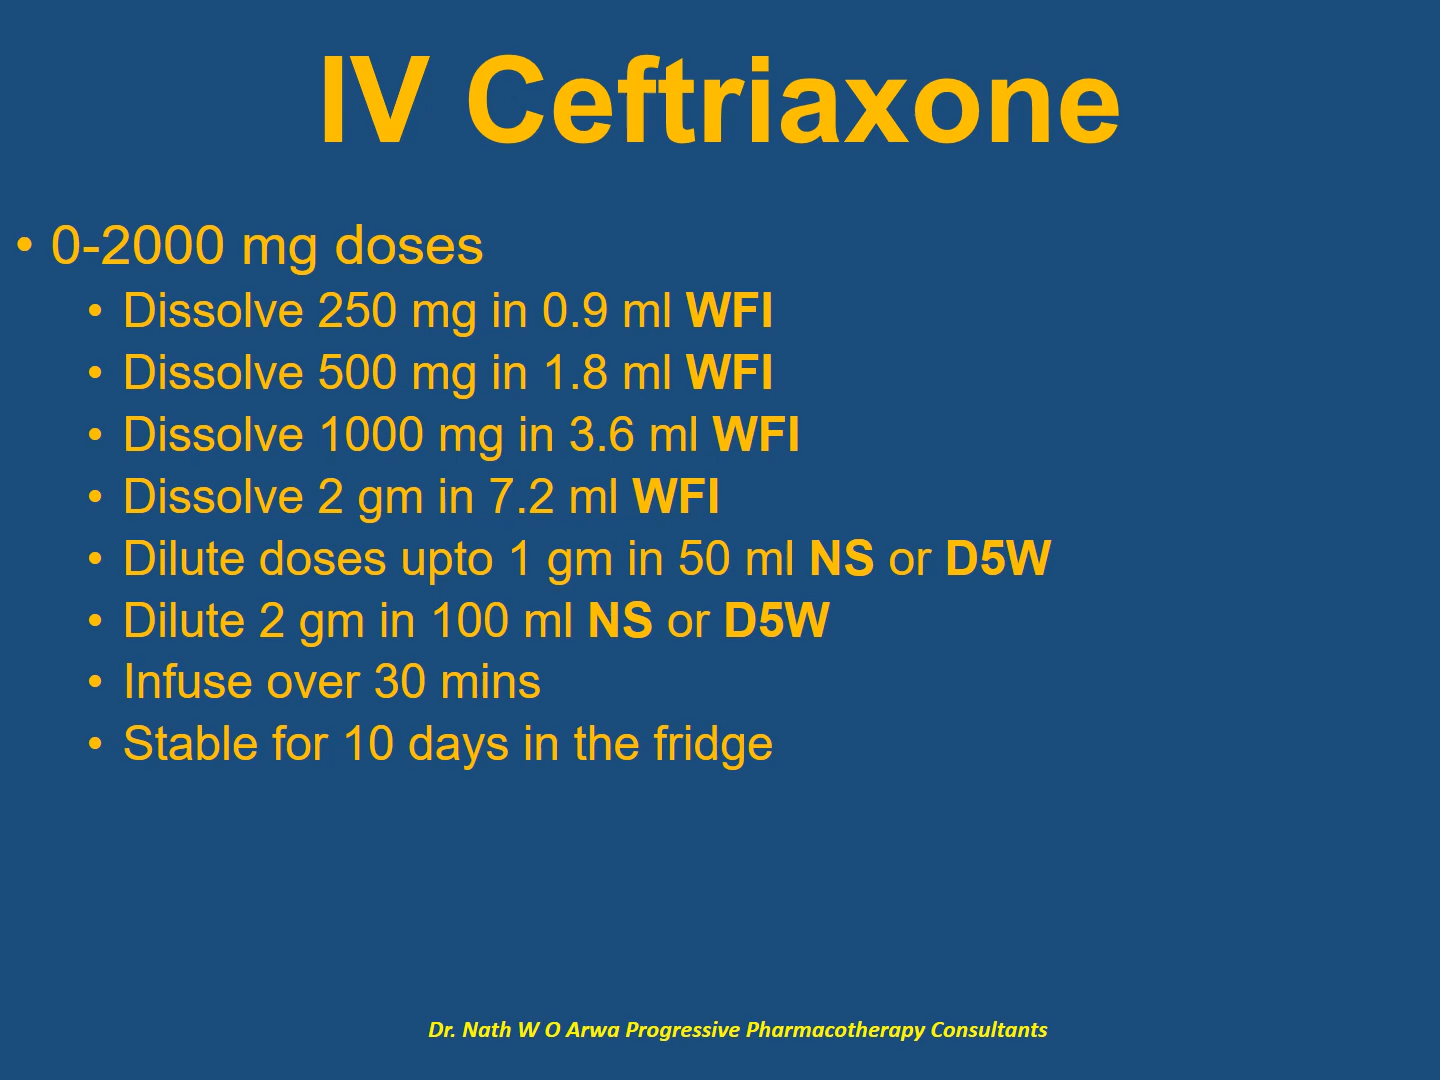 IV Ceftriaxone
• 0-2000 mg doses
• Dissolve 250 mg in 0.9 ml WFI
• Dissolve 500 mg in 1.8 ml WFI
• Dissolve 1000 mg in 3.6 ml WFI
• Dissolve 2 gm in 7.2 ml WFI
• Dilute doses upto 1 gm in 50 ml NS or D5W
• Dilute 2 gm in 100 ml NS or D5W
• Infuse over 30 mins
• Stable for 10 days in the fridge
Dr. Nath W O Arwa Progressive Pharmacotherapy Consultants